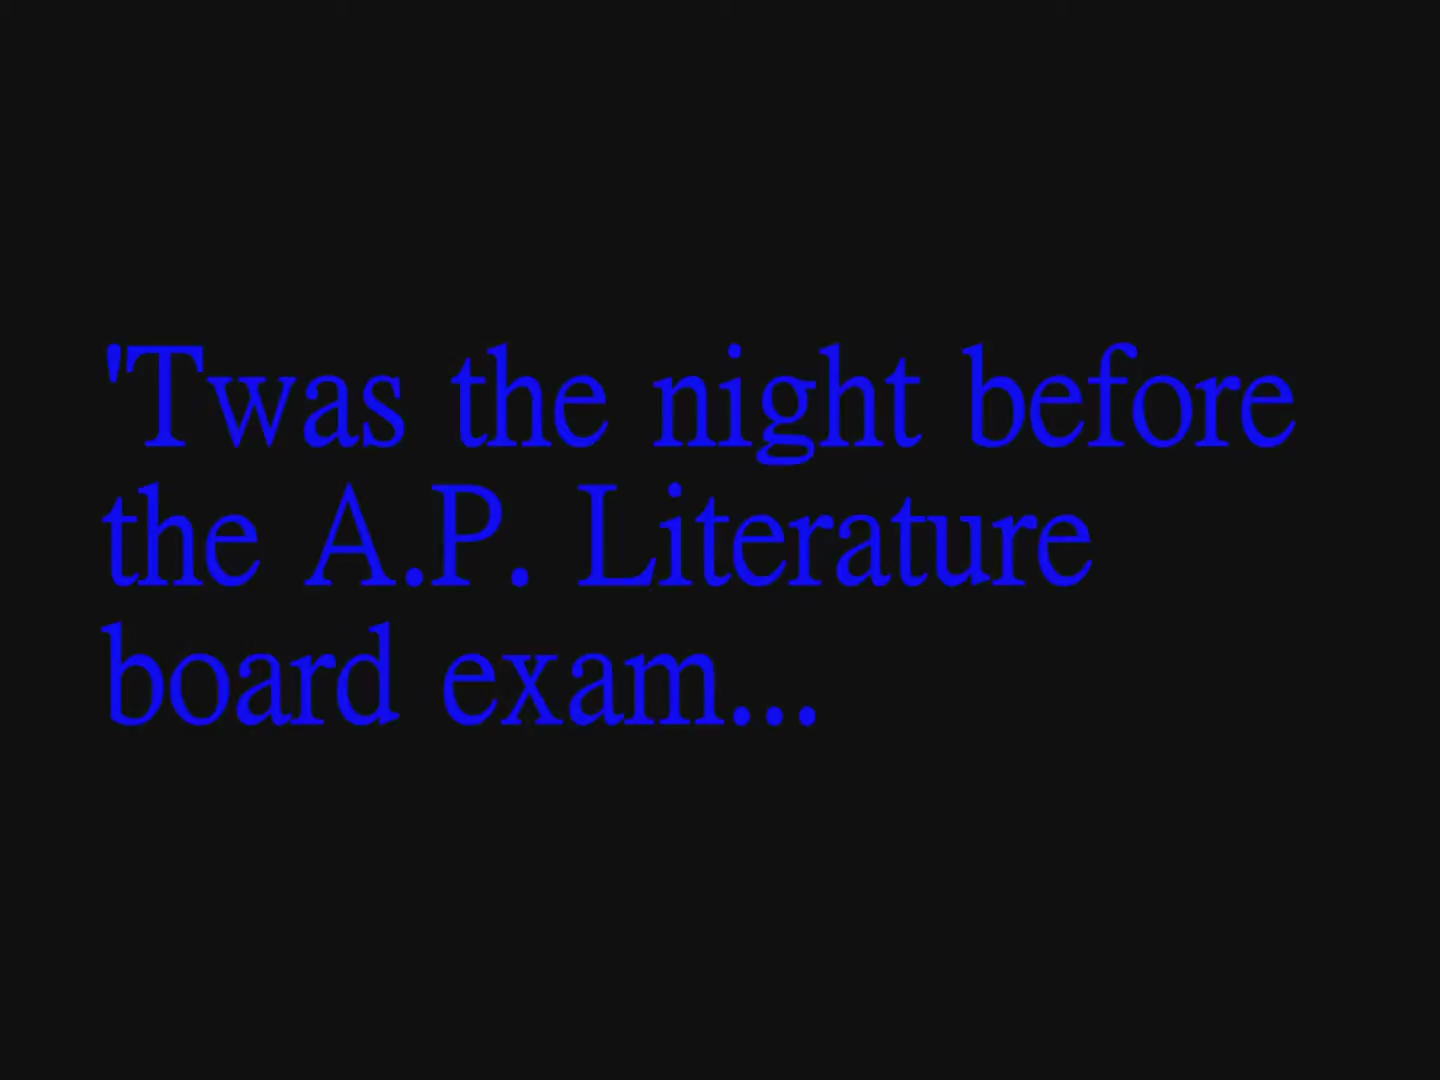 'Twas the night before
the A.P. Literature
board exam...